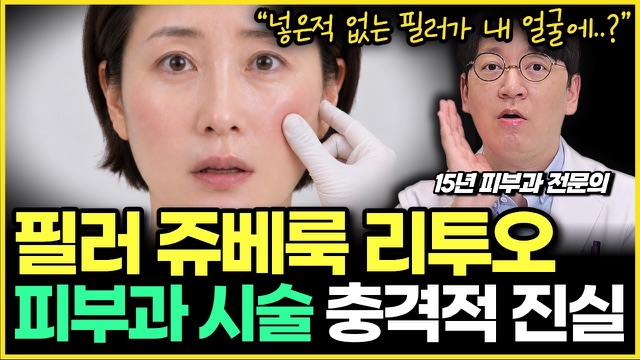 “넣은적 없는 필러가 내 얼굴에..?”
15년 피부과 전문의
필러 쥬베룩 리투오
피부과 시술 충격적 진실